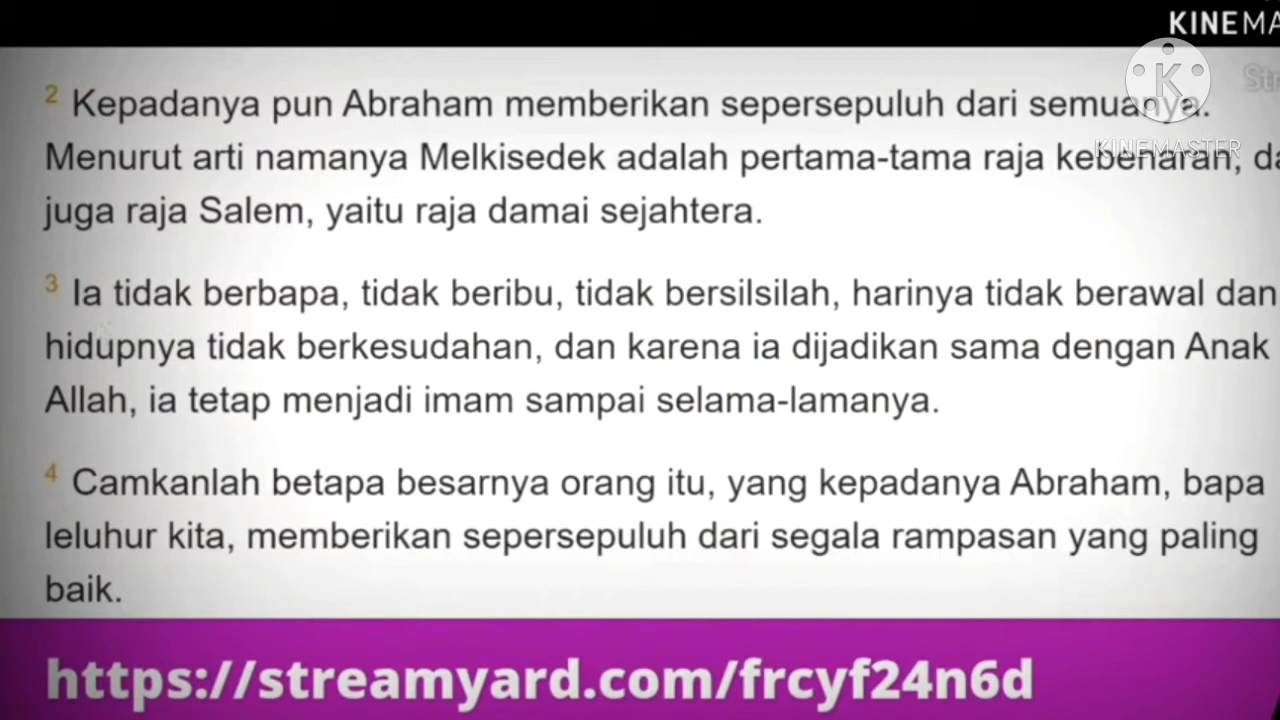 KINEMA
2 Kepadanya pun Abraham memberikan sepersepuluh dari semuanya.
Menurut arti namanya Melkisedek adalah pertama-tama raja kebenaran, da
juga raja Salem, yaitu raja damai sejahtera.
3 Ia tidak berbapa, tidak beribu, tidak bersilsilah, harinya tidak berawal dan
hidupnya tidak berkesudahan, dan karena ia dijadikan sama dengan Anak
Allah, ia tetap menjadi imam sampai selama-lamanya.
4 Camkanlah betapa besarnya orang itu, yang kepadanya Abraham, bapa
leluhur kita, memberikan sepersepuluh dari segala rampasan yang paling
baik.
https://streamyard.com/frcyf24n6d
K
KINEMASTER